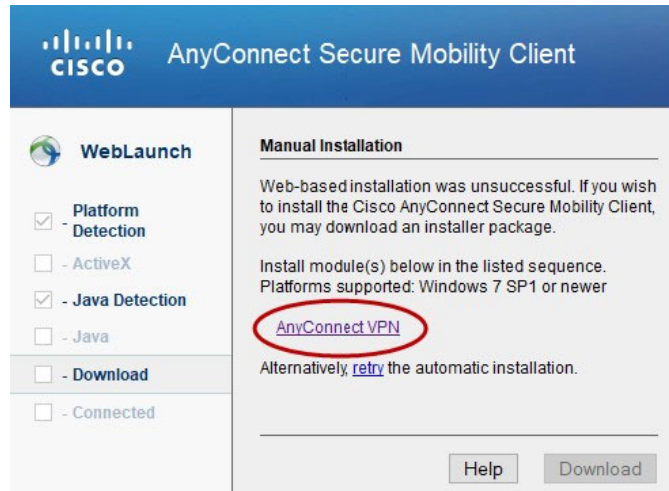 CISCO
AnyConnect Secure Mobility Client
WebLaunch
- Platform
Detection
- ActiveX
- Java Detection
- Java
- Download
- Connected
Manual Installation
Web-based installation was unsuccessful. If you wish
to install the Cisco AnyConnect Secure Mobility Client,
you may download an installer package.
Install module(s) below in the listed sequence.
Platforms supported: Windows 7 SP1 or newer
AnyConnect VPN
Alternatively, retry the automatic installation.
Help
Download